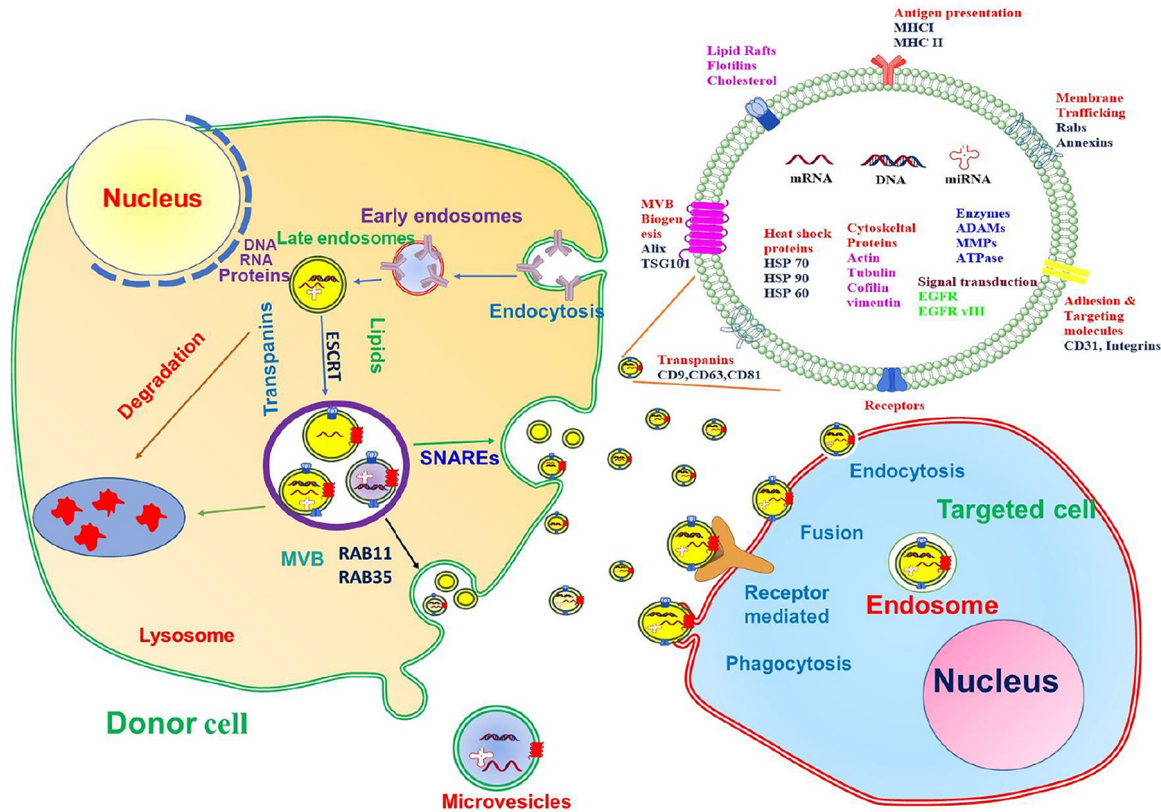 Antigen presentation
MHCI
MHC II
Lipid Rafts
Flotilins
Cholesterol
Membrane
Trafficking
Rabs
Annexins
mRNA
DNA
miRNA
MVB
Biogen
esis
Alix
TSG101
Heat shock
proteins
HSP 70
HSP 90
HSP 60
Cytoskeltal
Proteins
Actin
Tubulin
Cofilin
vimentin
Enzymes
ADAMs
MMPs
ATPase
Signal transduction
EGFR
EGFR vIII
Adhesion &
Targeting
molecules
CD31, Integrins
Transpanins
CD9,CD63,CD81
Receptors
Nucleus
Early endosomes
Late endosomes
DNA
RNA
Proteins
Endocytosis
Transpanins
ESCRT
Lipids
Degradation
SNAREs
MVB
RAB11
RAB35
Lysosome
Donor cell
Microvesicles
Endocytosis
Targeted cell
Fusion
Endosome
Receptor
mediated
Phagocytosis
Nucleus